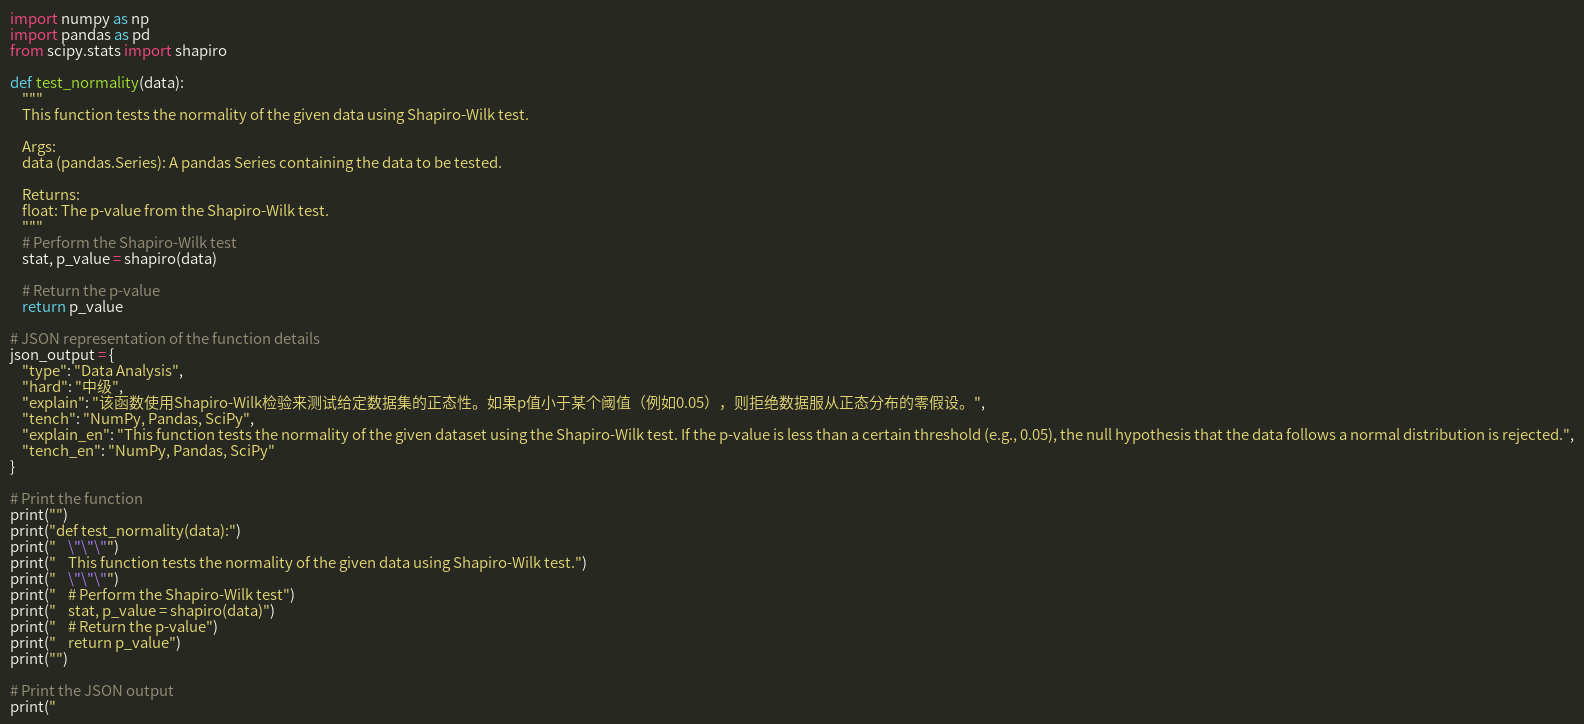 import numpy as np
import pandas as pd
from scipy.stats import shapiro

def test_normality(data):
    """
    This function tests the normality of the given data using Shapiro-Wilk test.

    Args:
    data (pandas.Series): A pandas Series containing the data to be tested.

    Returns:
    float: The p-value from the Shapiro-Wilk test.
    """
    # Perform the Shapiro-Wilk test
    stat, p_value = shapiro(data)

    # Return the p-value
    return p_value

# JSON representation of the function details
json_output = {
    "type": "Data Analysis",
    "hard": "中级",
    "explain": "该函数使用Shapiro-Wilk检验来测试给定数据集的正态性。如果p值小于某个阈值（例如0.05），则拒绝数据服从正态分布的零假设。",
    "tench": "NumPy, Pandas, SciPy",
    "explain_en": "This function tests the normality of the given dataset using the Shapiro-Wilk test. If the p-value is less than a certain threshold (e.g., 0.05), the null hypothesis that the data follows a normal distribution is rejected.",
    "tench_en": "NumPy, Pandas, SciPy"
}

# Print the function
print("")
print("def test_normality(data):")
print("    \"\"\"")
print("    This function tests the normality of the given data using Shapiro-Wilk test.")
print("    \"\"\"")
print("    # Perform the Shapiro-Wilk test")
print("    stat, p_value = shapiro(data)")
print("    # Return the p-value")
print("    return p_value")
print("")

# Print the JSON output
print("